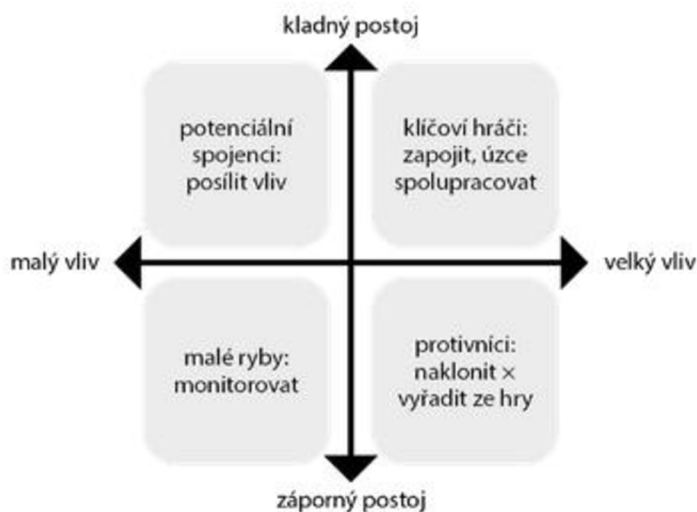 kladný postoj
potenciální
spojenci:
posílit vliv
klíčoví hráči:
zapojit, úzce
spolupracovat
malý vliv
velký vliv
malé ryby:
monitorovat
protivníci:
naklonit ×
vyřadit ze hry
záporný postoj